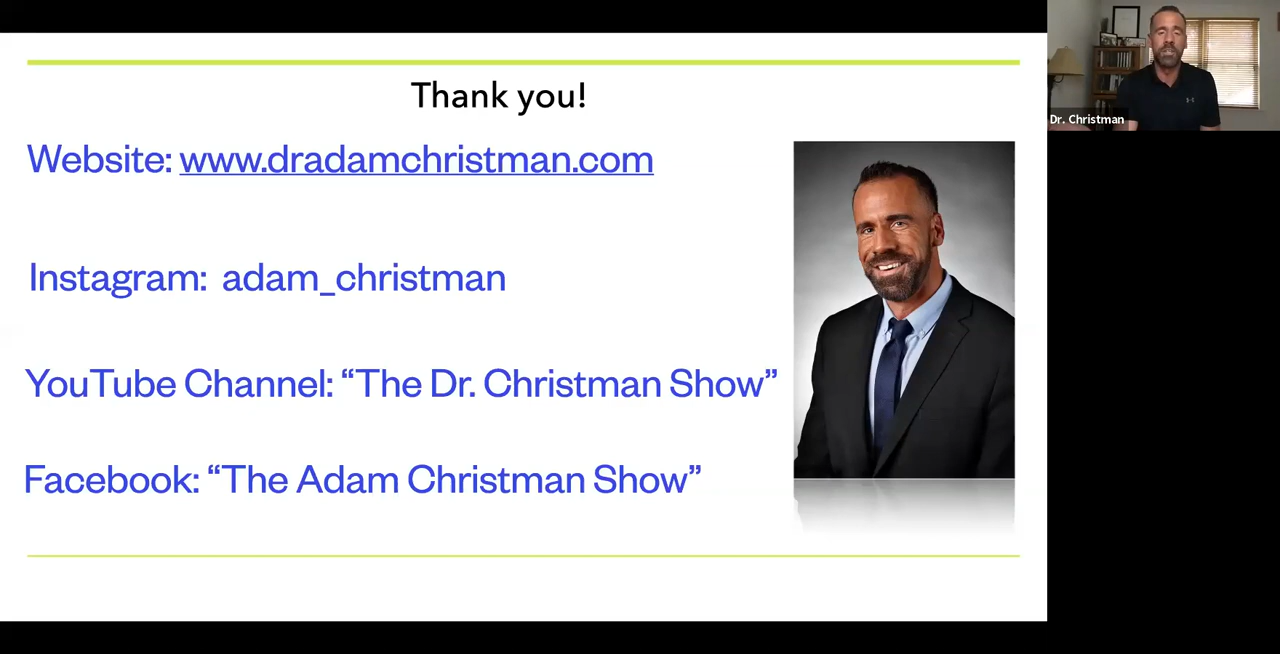 Thank you!
Website: www.dradamchristman.com
Instagram: adam_christman
YouTube Channel: “The Dr. Christman Show”
Facebook: “The Adam Christman Show”
Dr. Christman